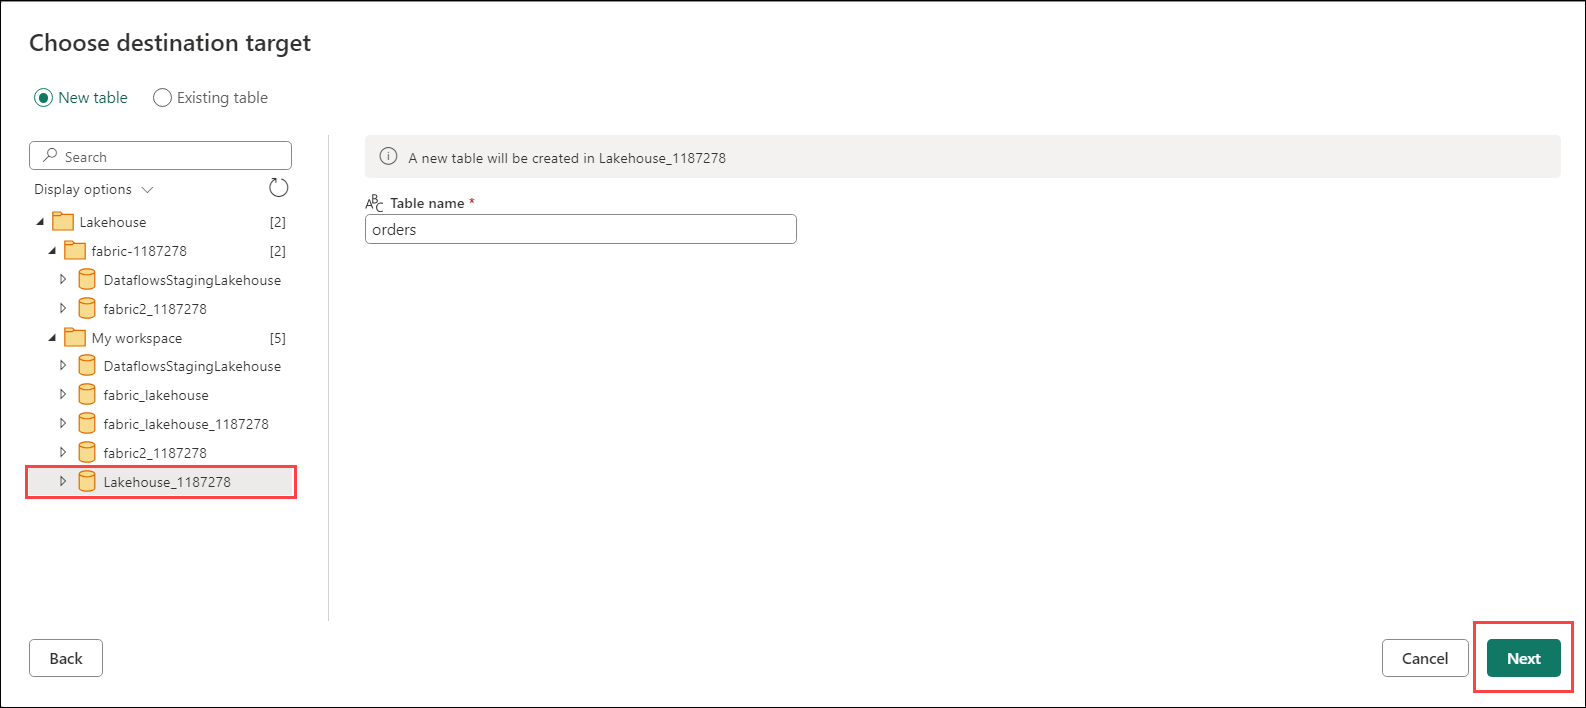 Choose destination target
New table Existing table
Search
Display options
Lakehouse [2]
fabric-1187278 [2]
DataflowsStagingLakehouse
fabric2_1187278
My workspace [5]
DataflowsStagingLakehouse
fabric_lakehouse
fabric_lakehouse_1187278
fabric2_1187278
Lakehouse_1187278
A new table will be created in Lakehouse_1187278
ABC Table name *
orders
Back Cancel Next